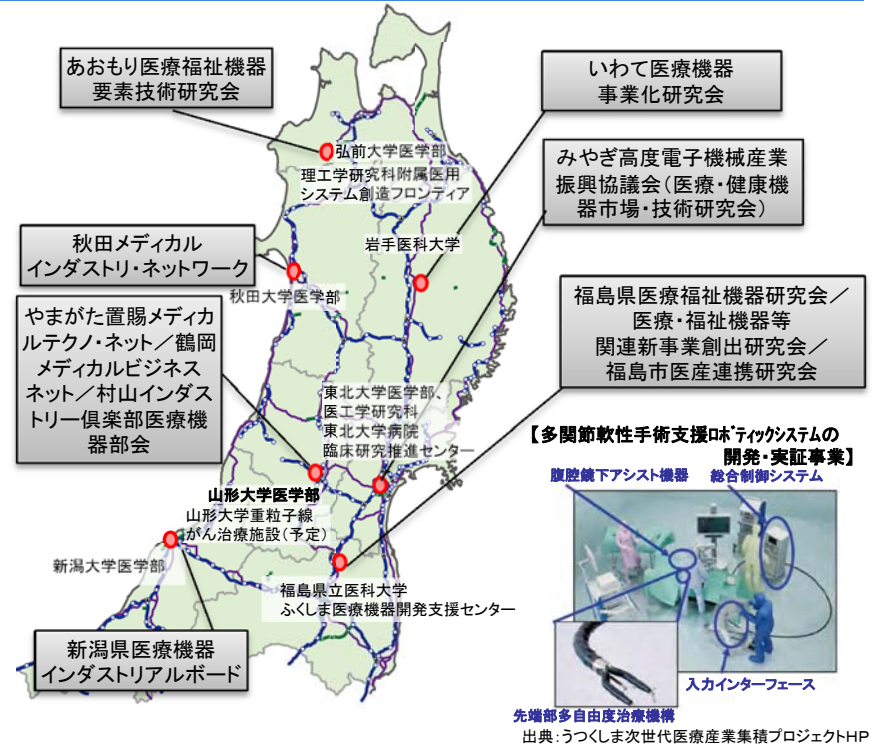 あおもり医療福祉機器
要素技術研究会
いわて医療機器
事業化研究会
弘前大学医学部
理工学研究科附属医用
システム創造フロンティア
みやぎ高度電子機械産業
振興協議会(医療・健康機
器市場・技術研究会)
岩手医科大学
秋田メディカル
インダストリ・ネットワーク
秋田大学医学部
福島県医療福祉機器研究会/
医療・福祉機器等
関連新事業創出研究会/
福島市医産連携研究会
やまがた置賜メディカ
ルテクノ・ネット/鶴岡
メディカルビジネス
ネット/村山インダス
トリー倶楽部医療機
器部会
東北大学医学部、
医工学研究科
東北大学病院
臨床研究推進センター
山形大学医学部
山形大学重粒子線
がん治療施設(予定)
新潟大学医学部
福島県立医科大学
ふくしま医療機器開発支援センター
新潟県医療機器
インダストリアルボード
【多関節軟性手術支援ロボティックシステムの
開発・実証事業】
腹腔鏡下アシスト機器
総合制御システム
入力インターフェース
先端部多自由度治療機構
出典:うつくしま次世代医療産業集積プロジェクトHP